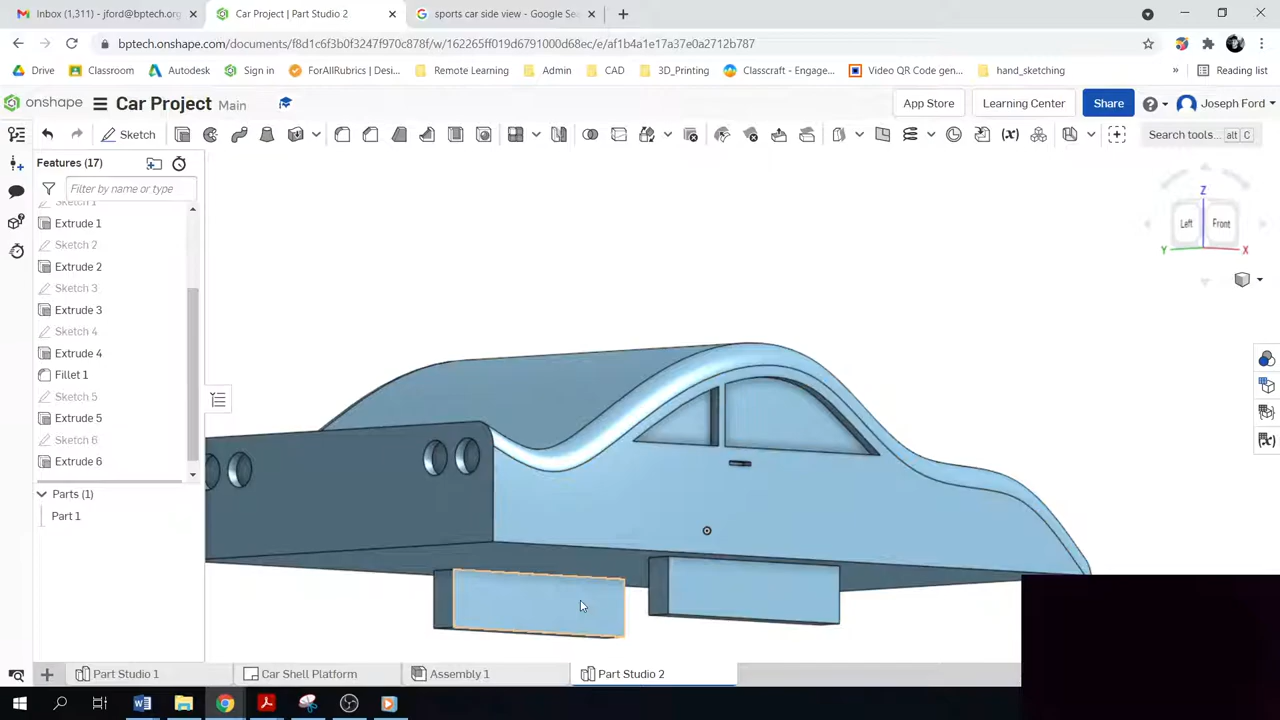 Inbox (1,311) - jford@bptech.org
Car Project | Part Studio 2
sports car side view - Google Sea
bptech.onshape.com/documents/f8d1c6f3b0f3247f970c878f/w/162265ff019d6791000d68ec/e/af1b4a1e17a37e0a2712b787
Drive
Classroom
Autodesk
Sign in
ForAllRubrics | Desi...
Remote Learning
Admin
CAD
3D_Printing
Classcraft - Engage...
Video QR Code gen...
hand_sketching
»
Reading list
onshape
Car Project
Main
App Store
Learning Center
Share
Joseph Ford
Sketch
Search tools...
alt
C
Features (17)
Filter by name or type
Sketch 1
Extrude 1
Sketch 2
Extrude 2
Sketch 3
Extrude 3
Sketch 4
Extrude 4
Fillet 1
Sketch 5
Extrude 5
Sketch 6
Extrude 6
Parts (1)
Part 1
Z
Left
Front
Y
X
Part Studio 1
Car Shell Platform
Assembly 1
Part Studio 2